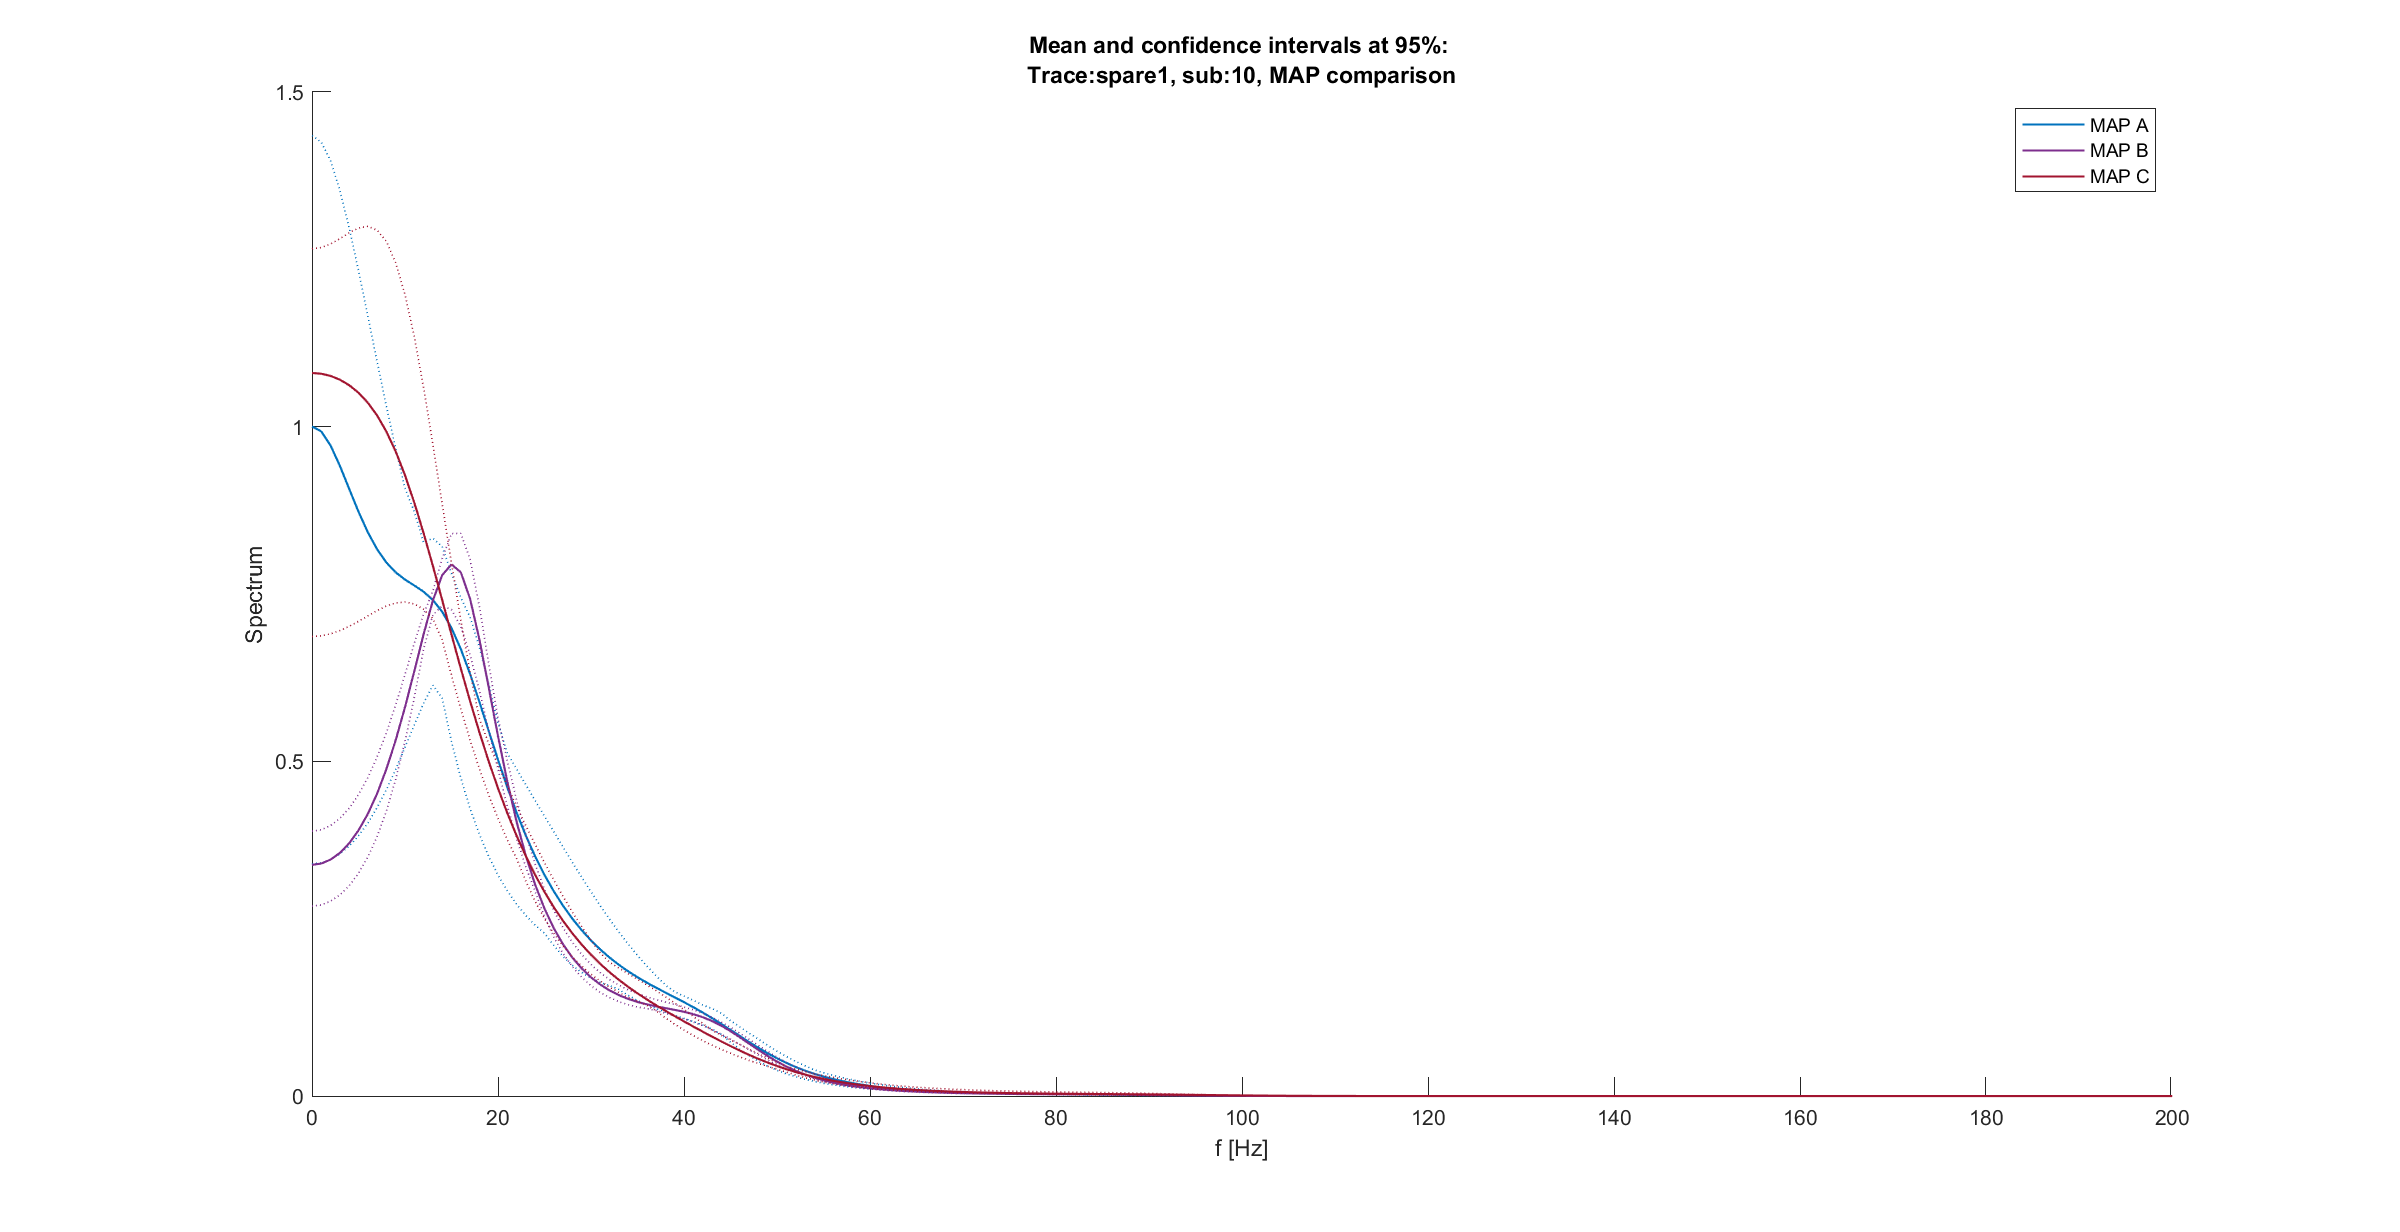 Mean and confidence intervals at 95%:
Trace:spare1, sub:10, MAP comparison
1.5
1
0.5
0
Spectrum
MAP A
MAP B
MAP C
0 20 40 60 80 100 120 140 160 180 200
f [Hz]